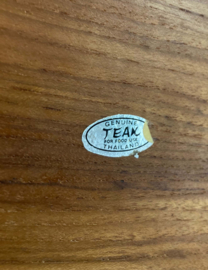 GENUINE
TEAK
FOR FOOD USE
THAILAND